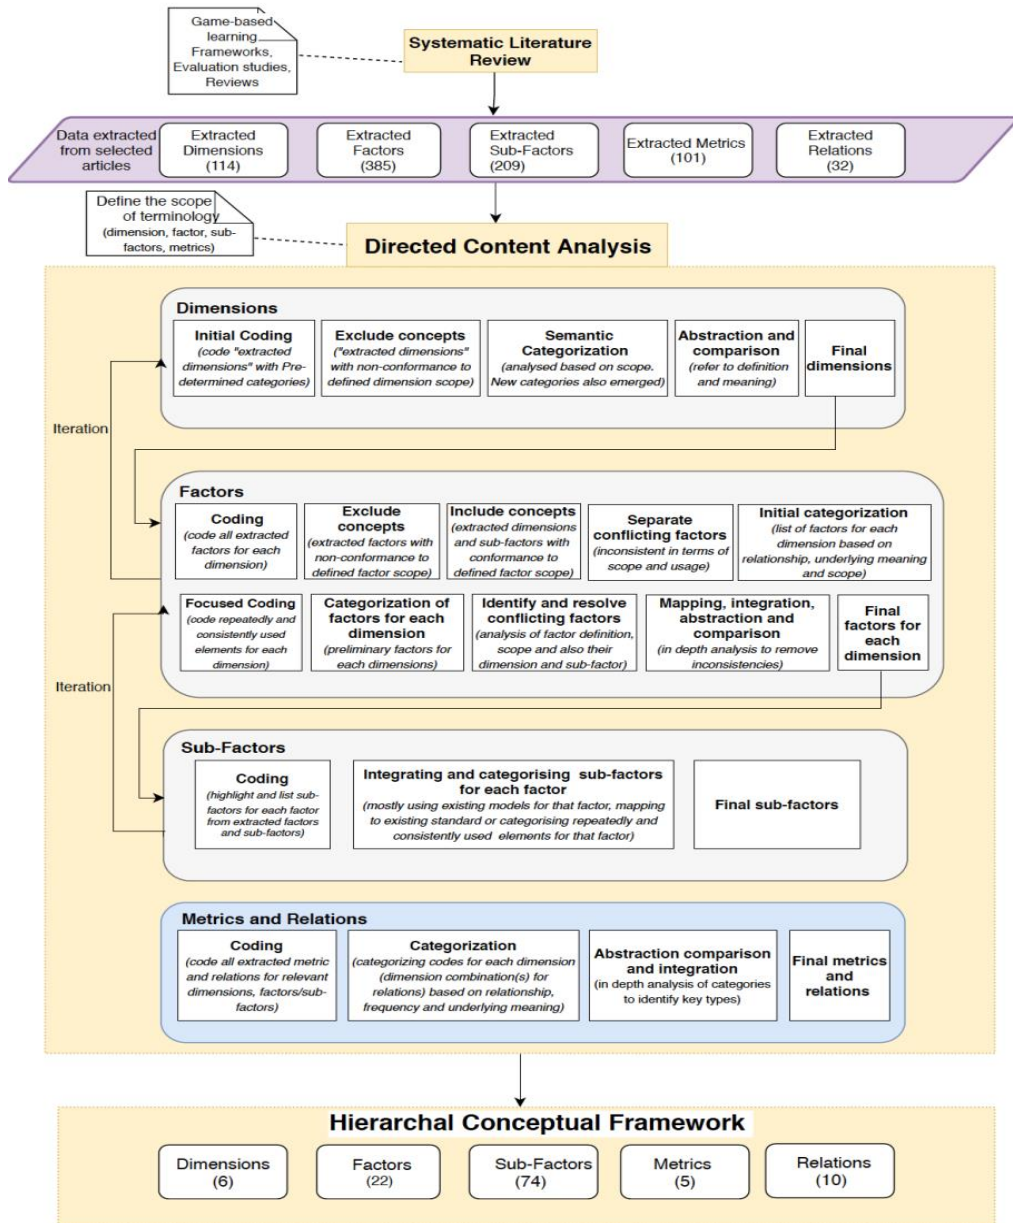 Game-based
learning
Frameworks,
Evaluation studies,
Reviews
Systematic Literature
Review
Data extracted
from selected
articles
Extracted
Dimensions
(114)
Extracted
Factors
(385)
Extracted
Sub-Factors
(209)
Extracted Metrics
(101)
Extracted
Relations
(32)
Define the scope
of terminology
(dimension, factor, sub-
factors, metrics)
Directed Content Analysis
Dimensions
Initial Coding
(code "extracted
dimensions" with Pre-
determined categories)
Exclude concepts
("extracted dimensions"
with non-conformance to
defined dimension scope)
Semantic
Categorization
(analysed based on scope.
New categories also emerged)
Abstraction and
comparison
(refer to definition
and meaning)
Final
dimensions
Iteration
Factors
Coding
(code all extracted
factors for each
dimension)
Exclude
concepts
(extracted factors with
non-conformance to
defined factor scope)
Include concepts
(extracted dimensions
and sub-factors with
conformance to
defined factor scope)
Separate
conflicting factors
(inconsistent in terms of
scope and usage)
Initial categorization
(list of factors for each
dimension based on
relationship, underlying
meaning and scope)
Focused Coding
(code repeatedly and
consistently used
elements for each
dimension)
Categorization of
factors for each
dimension
(preliminary factors for
each dimensions)
Identify and resolve
conflicting factors
(analysis of factor definition,
scope and also their
dimension and sub-factor)
Mapping, integration,
abstraction and
comparison
(in depth analysis to remove
inconsistencies)
Final
factors for
each
dimension
Iteration
Sub-Factors
Coding
(highlight and list sub-
factors for each factor
from extracted factors
and sub-factors)
Integrating and categorising sub-factors
for each factor
(mostly using existing models for that factor, mapping
to existing standard or categorising repeatedly and
consistently used elements for that factor)
Final sub-factors
Metrics and Relations
Coding
(code all extracted metric
and relations for relevant
dimensions, factors/sub-
factors)
Categorization
(categorizing codes for each dimension
(dimension combination(s) for
relations) based on relationship,
frequency and underlying meaning)
Abstraction comparison
and integration
(in depth analysis of categories
to identify key types)
Final metrics
and
relations
Hierarchal Conceptual Framework
Dimensions
(6)
Factors
(22)
Sub-Factors
(74)
Metrics
(5)
Relations
(10)